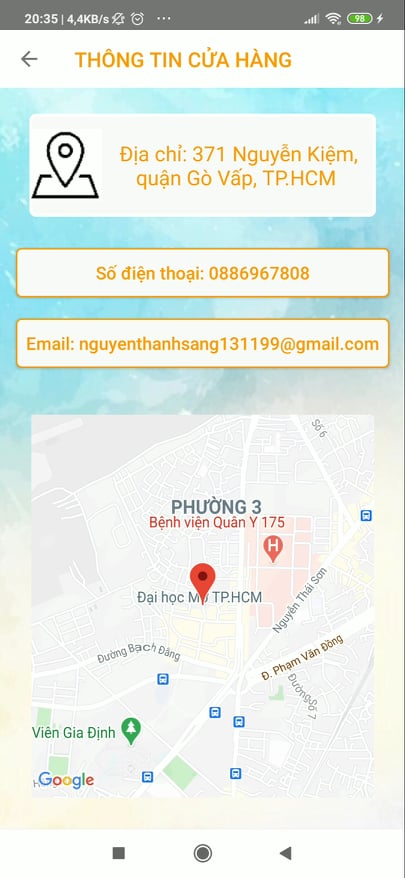 20:35 | 4,4KB/s ...
98
THÔNG TIN CỬA HÀNG
Địa chỉ: 371 Nguyễn Kiệm,
quận Gò Vấp, TP.HCM
Số điện thoại: 0886967808
Email: nguyenthanhsang131199@gmail.com
Số 6
PHƯỜNG 3
Bệnh viện Quân Y 175
H
Đại học Mở TP.HCM
Nguyễn Thái Sơn
Đường Bạch Đằng
Đ. Phạm Văn Đồng
Đường Số 7
Viên Gia Định
Google